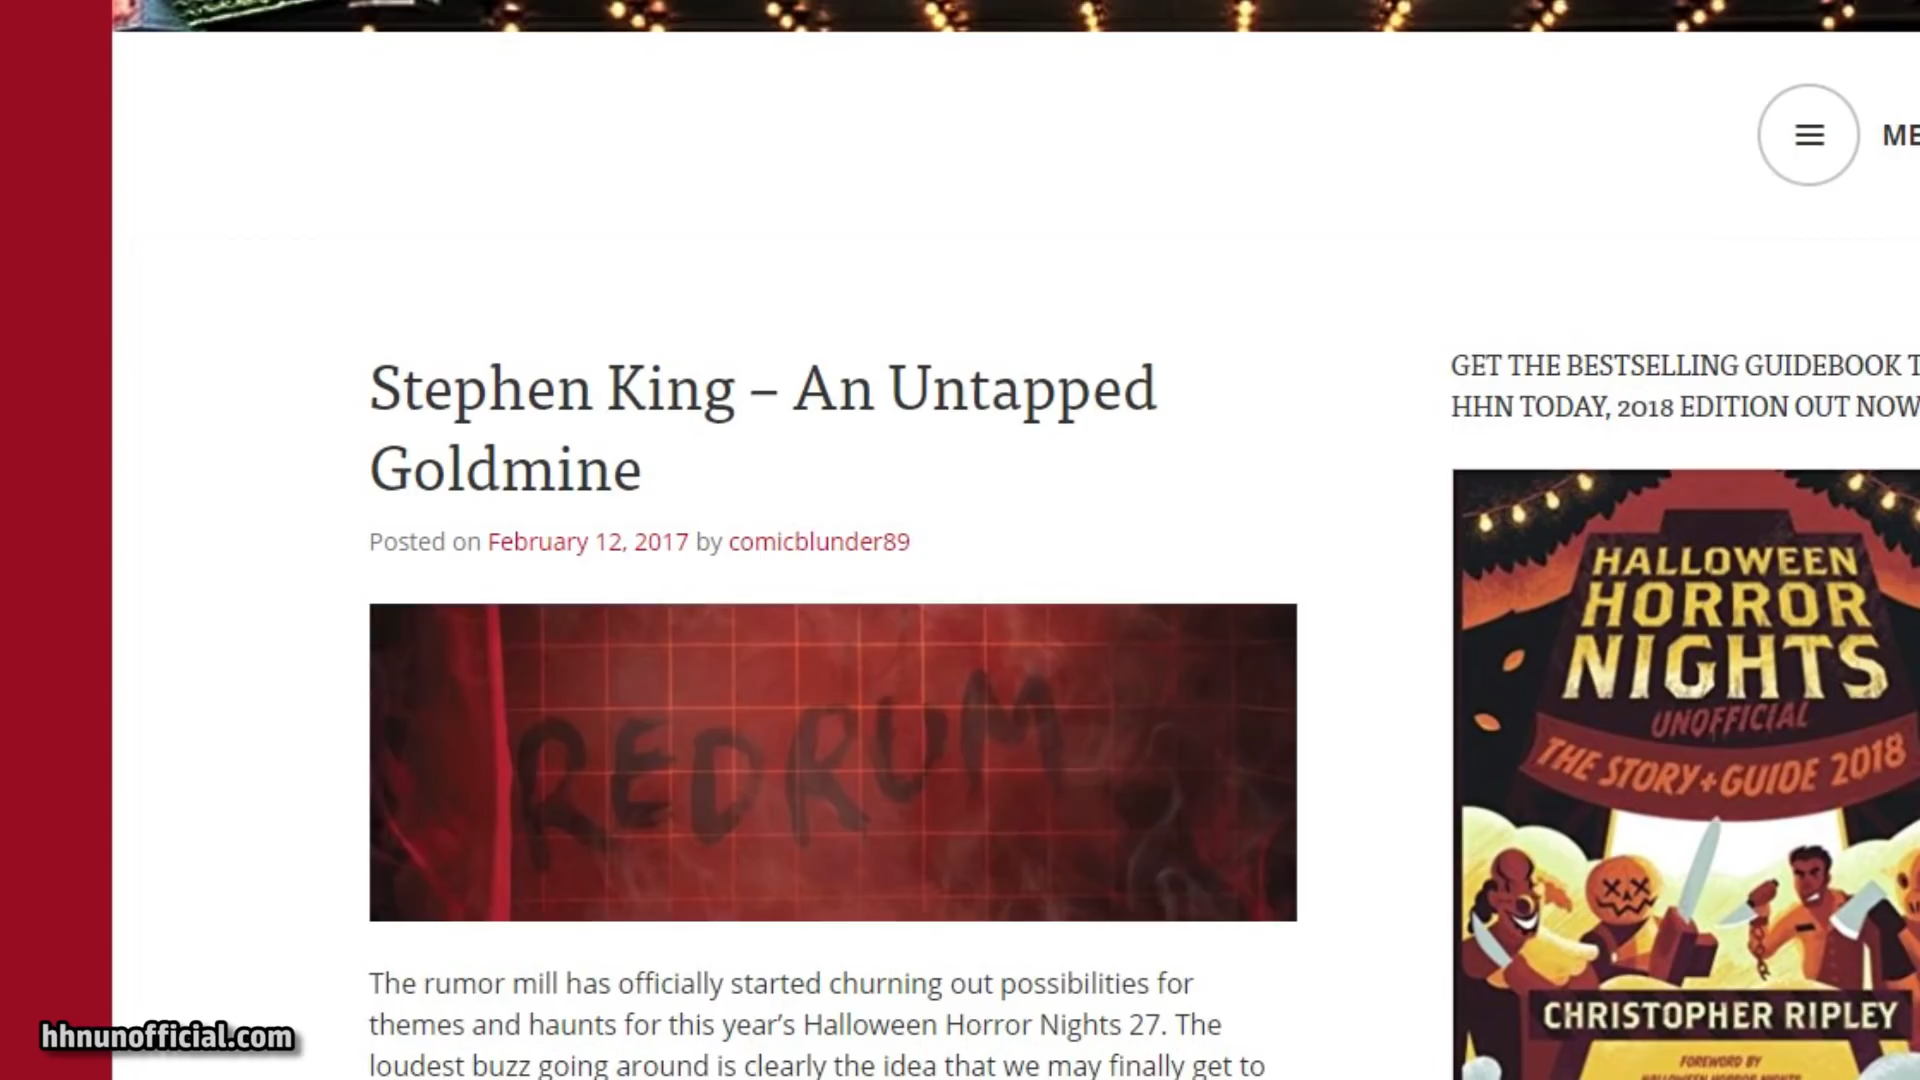 ME
Stephen King – An Untapped
Goldmine
Posted on February 12, 2017 by comicblunder89
REDRUM
The rumor mill has officially started churning out possibilities for
themes and haunts for this year's Halloween Horror Nights 27. The
loudest buzz going around is clearly the idea that we may finally get to
GET THE BESTSELLING GUIDEBOOK T
HHN TODAY, 2018 EDITION OUT NOW
HALLOWEEN
HORROR
NIGHTS
UNOFFICIAL
THE STORY+GUIDE 2018
CHRISTOPHER RIPLEY
FOREWORD BY
HALLOWEEN HORROR NIGHTS
hhnunofficial.com